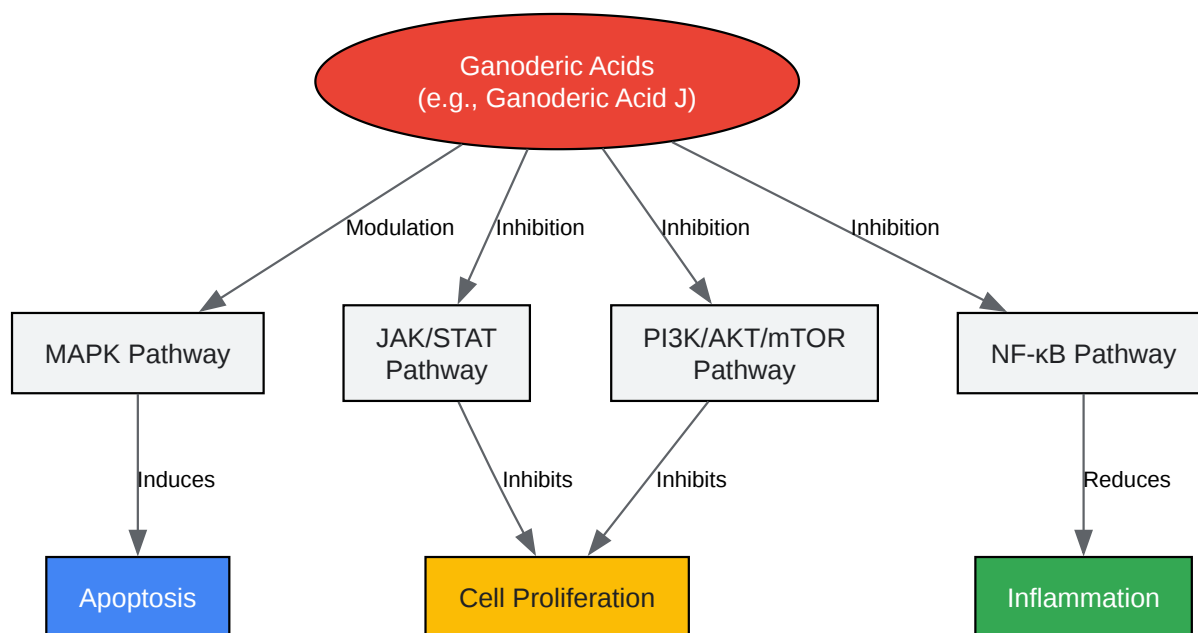 Ganoderic Acids
(e.g., Ganoderic Acid J)
Modulation
Inhibition
Inhibition
Inhibition
MAPK Pathway
JAK/STAT
Pathway
PI3K/AKT/mTOR
Pathway
NF-κB Pathway
Induces
Inhibits
Inhibits
Reduces
Apoptosis
Cell Proliferation
Inflammation